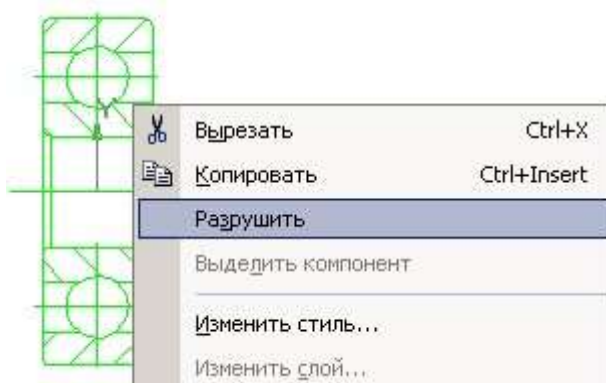 Y
Вырезать Ctrl+X
Копировать Ctrl+Insert
Разрушить
Выделить компонент
Изменить стиль...
Изменить слой...